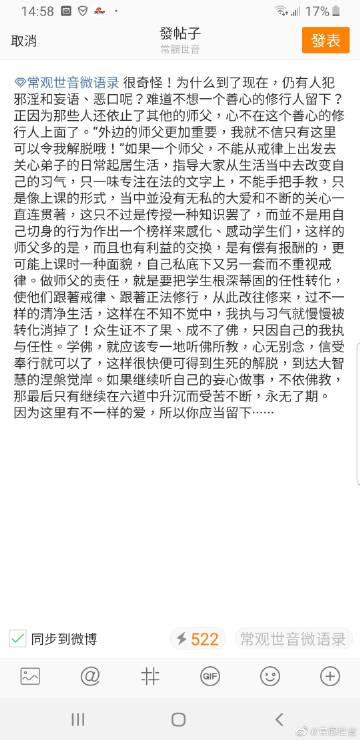 14:58
17%
取消
發帖子
常觀世音
發表
常观世音微语录 很奇怪！为什么到了现在，仍有人犯
邪淫和妄语、恶口呢？难道不想一个善心的修行人留下？
正因为那些人还依止了其他的师父，心不在这个善心的修
行人上面了。“外边的师父更加重要，我就不信只有这里
可以令我解脱哦！“如果一个师父，不能从戒律上出发去
关心弟子的日常起居生活，指导大家从生活当中去改变自
己的习气，只一味专注在法的文字上，不能手把手教，只
是像上课的形式，当中並没有无私的大爱和不断的关心一
直连贯著，这只不过是传授一种知识罢了，而並不是用自
己切身的行为作出一个榜样来感化、感动学生们，这样的
师父多的是，而且也有利益的交换，是有偿有报酬的，更
可能上课时一种面貌，自己私底下又另一套而不重视戒
律。做师父的责任，就是要把学生根深蒂固的任性转化，
使他们跟著戒律、跟著正法修行，从此改往修来，过不一
样的清净生活，这样在不知不觉中，我执与习气就慢慢被
转化消掉了！众生证不了果、成不了佛，只因自己的我执
与任性。学佛，就应该专一地听佛所教，心无别念，信受
奉行就可以了，这样很快便可得到生死的解脱，到达大智
慧的涅槃觉岸。如果继续听自己的妄心做事，不依佛教，
那最后只有继续在六道中升沉而受苦不断，永无了期。
因为这里有不一样的爱，所以你应当留下……
同步到微博
522
常观世音微语录
GIF